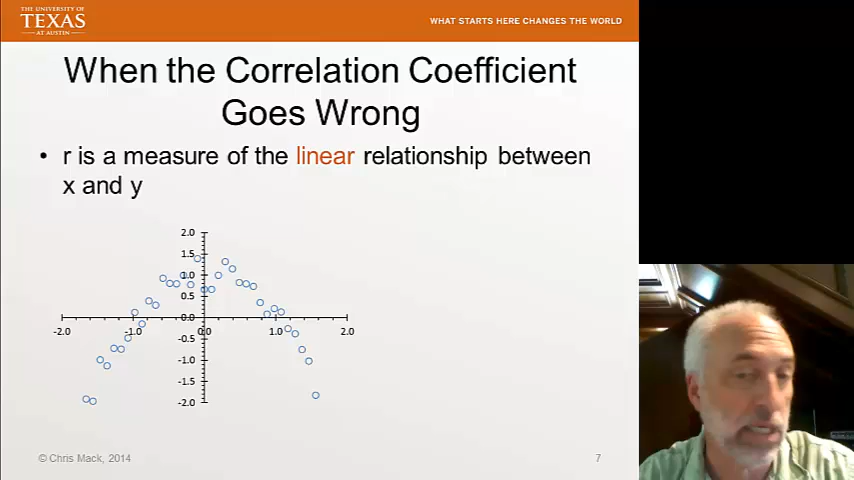 THE UNIVERSITY OF
TEXAS
AT AUSTIN
WHAT STARTS HERE CHANGES THE WORLD
When the Correlation Coefficient
Goes Wrong
• r is a measure of the linear relationship between
x and y
2.0
1.5
1.0
0.5
0.0
-0.5
-1.0
-1.5
-2.0
-2.0 -1.0 0.0 1.0 2.0
© Chris Mack, 2014
7